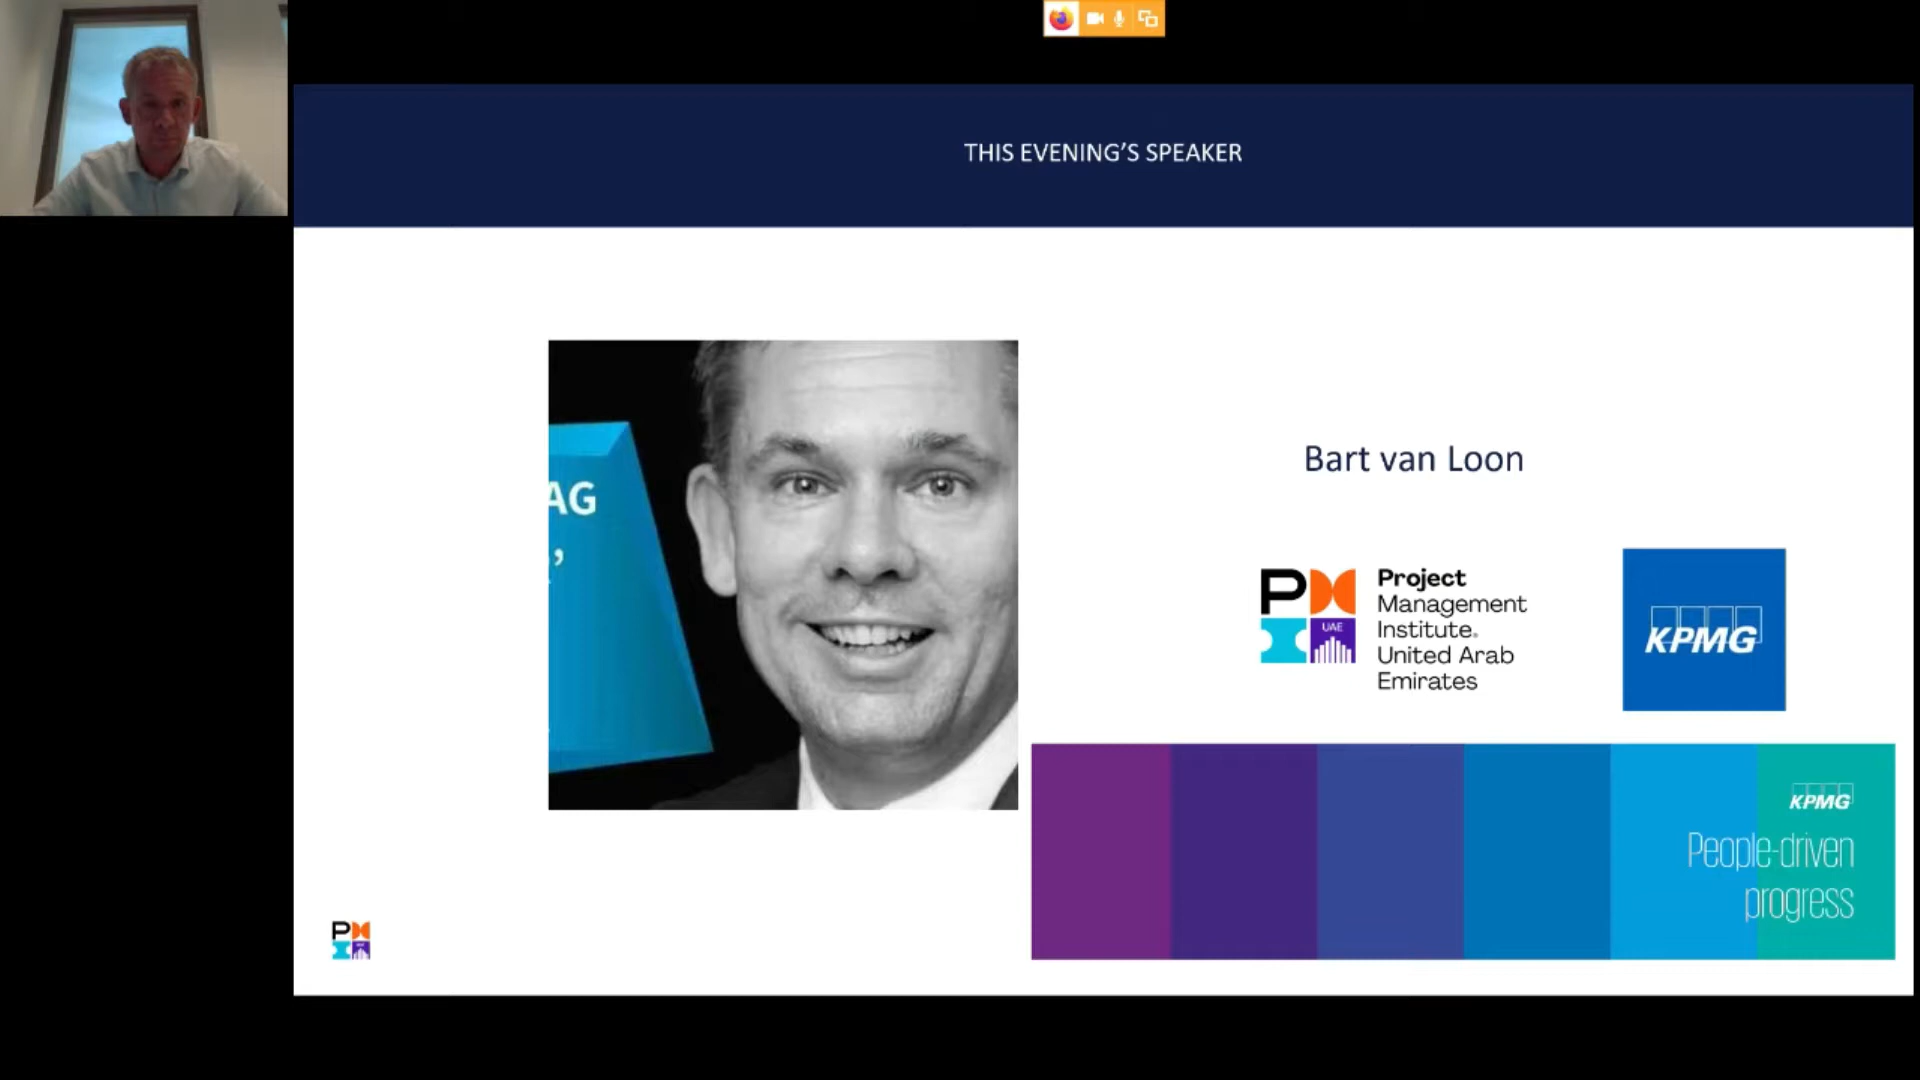 THIS EVENING'S SPEAKER
AG
Bart van Loon
PM
UAE
Project
Management
Institute.
United Arab
Emirates
KPMG
KPMG
People-driven
progress